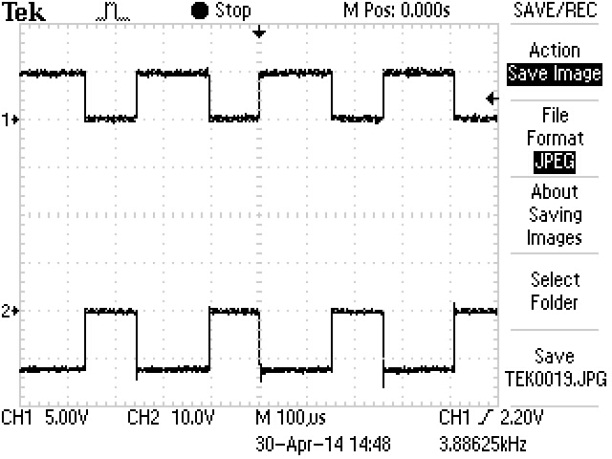 Tek Stop M Pos: 0.000s SAVE/REC
Action
Save Image
File
Format
JPEG
About
Saving
Images
Select
Folder
Save
TEK0019.JPG
1
2
CH1 5.00V CH2 10.0V M 100µs CH1 2.20V
30-Apr-14 14:48 3.88625kHz